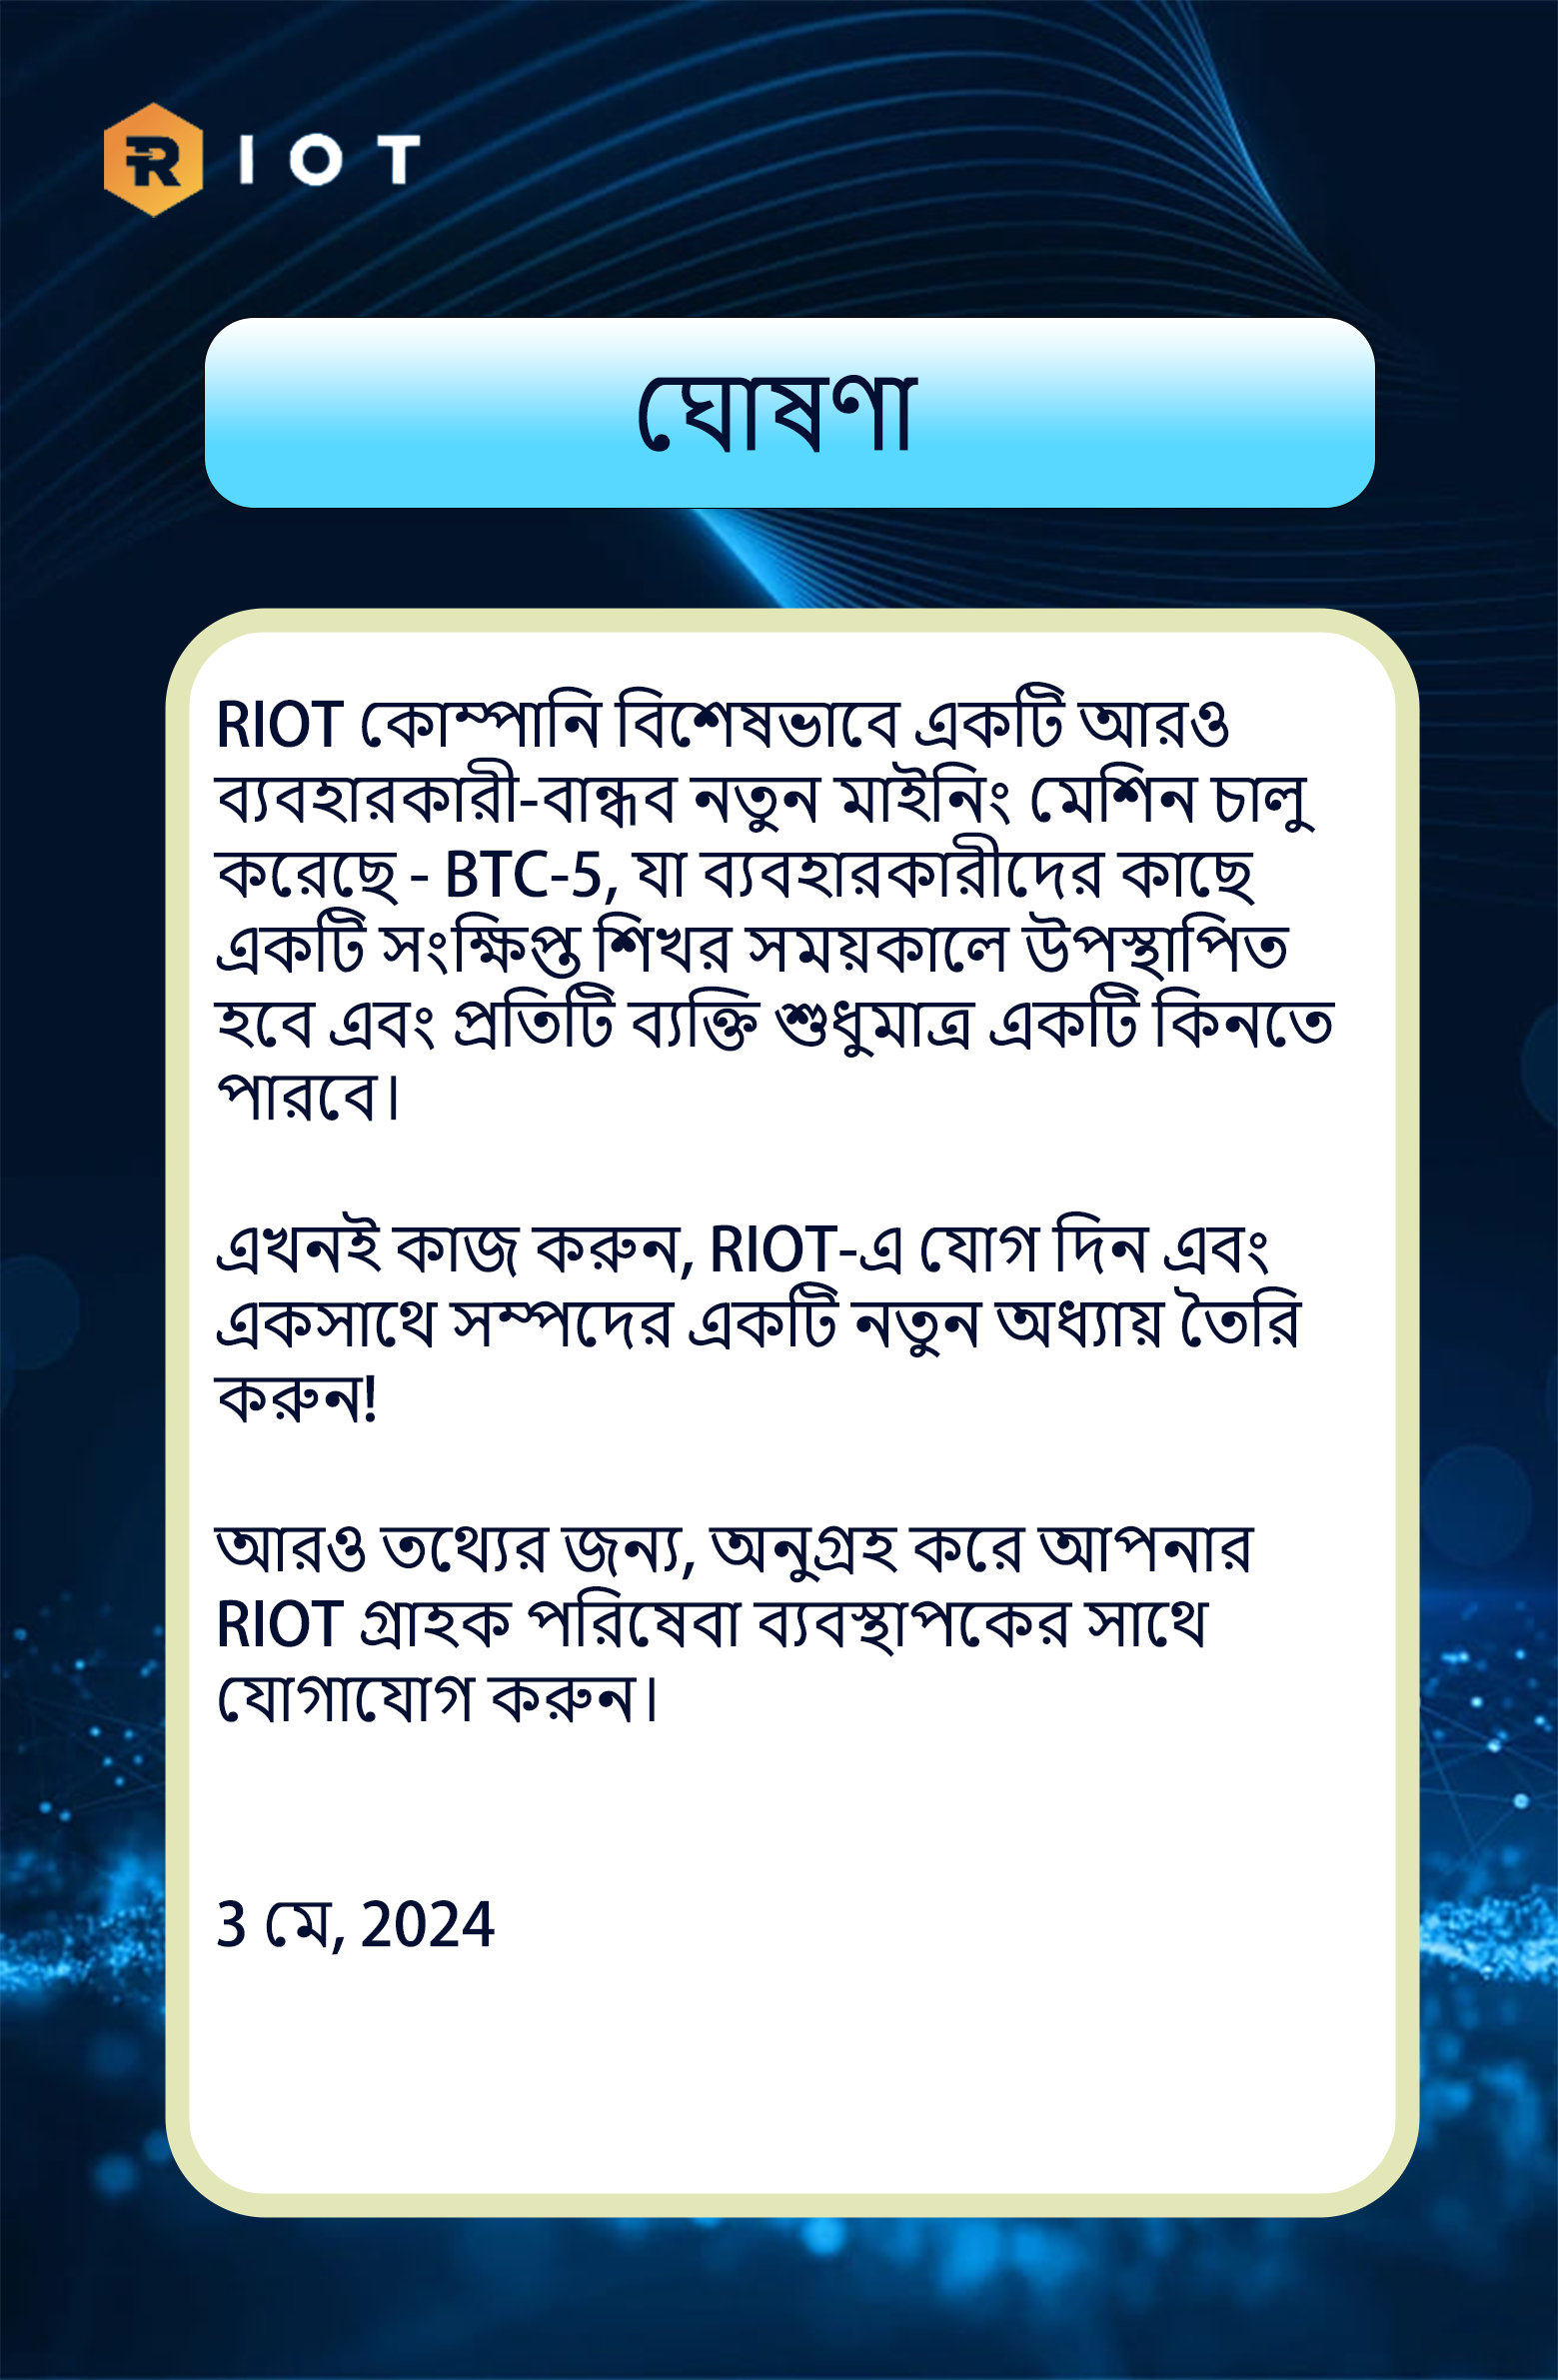 RIOT
ঘোষণা
RIOT কোম্পানি বিশেষভাবে একটি আরও
ব্যবহারকারী-বান্ধব নতুন মাইনিং মেশিন চালু
করেছে - BTC-5, যা ব্যবহারকারীদের কাছে
একটি সংক্ষিপ্ত শিখর সময়কালে উপস্থাপিত
হবে এবং প্রতিটি ব্যক্তি শুধুমাত্র একটি কিনতে
পারবে।
এখনই কাজ করুন, RIOT-এ যোগ দিন এবং
একসাথে সম্পদের একটি নতুন অধ্যায় তৈরি
করুন!
আরও তথ্যের জন্য, অনুগ্রহ করে আপনার
RIOT গ্রাহক পরিষেবা ব্যবস্থাপকের সাথে
যোগাযোগ করুন।
3 মে, 2024